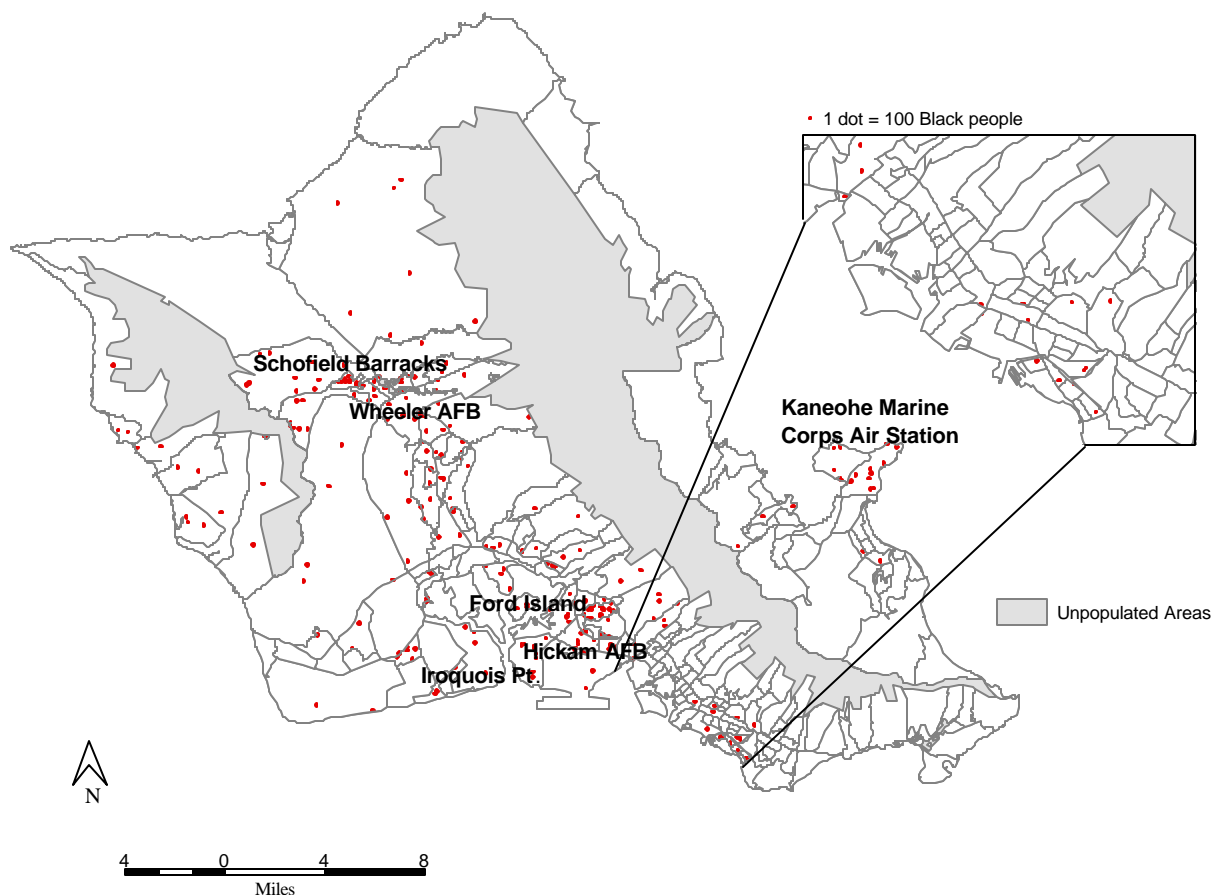 1 dot = 100 Black people
Schofield Barracks
Wheeler AFB
Kaneohe Marine
Corps Air Station
Ford Island
Unpopulated Areas
Hickam AFB
Iroquois Pt.
N
4 0 4 8
Miles